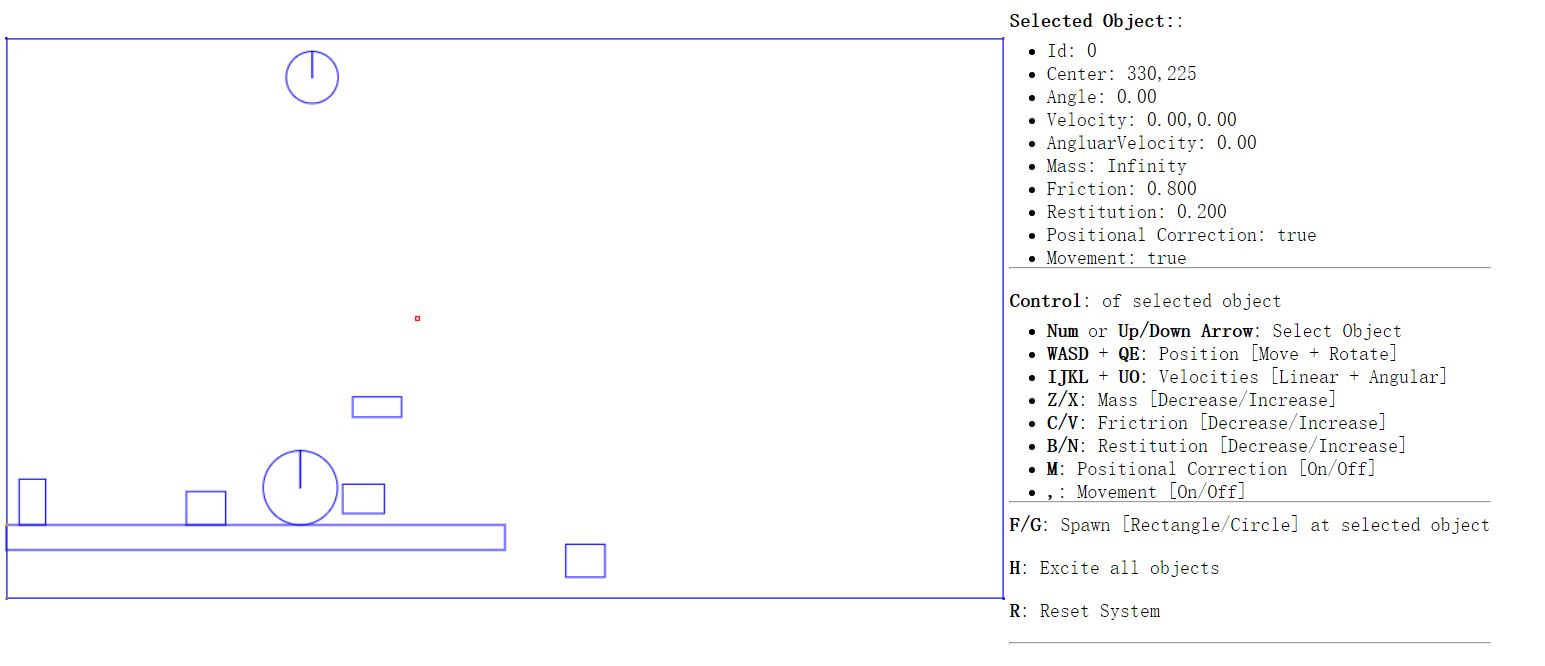 Selected Object::
Id: 0
Center: 330,225
Angle: 0.00
Velocity: 0.00,0.00
AngluarVelocity: 0.00
Mass: Infinity
Friction: 0.800
Restitution: 0.200
Positional Correction: true
Movement: true
Control: of selected object
Num or Up/Down Arrow: Select Object
WASD + QE: Position [Move + Rotate]
IJKL + UO: Velocities [Linear + Angular]
Z/X: Mass [Decrease/Increase]
C/V: Frictrion [Decrease/Increase]
B/N: Restitution [Decrease/Increase]
M: Positional Correction [On/Off]
,: Movement [On/Off]
F/G: Spawn [Rectangle/Circle] at selected object
H: Excite all objects
R: Reset System